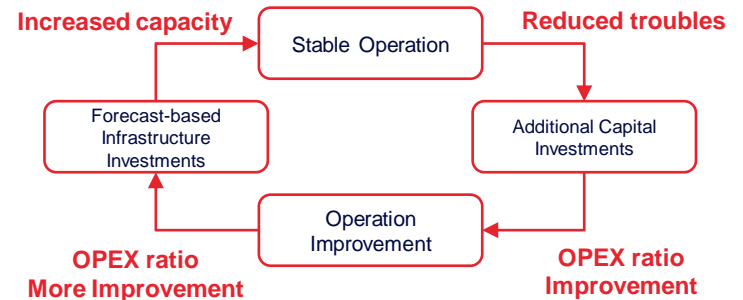 Increased capacity
Stable Operation
Reduced troubles
Forecast-based
Infrastructure
Investments
Additional Capital
Investments
Operation
Improvement
OPEX ratio
More Improvement
OPEX ratio
Improvement